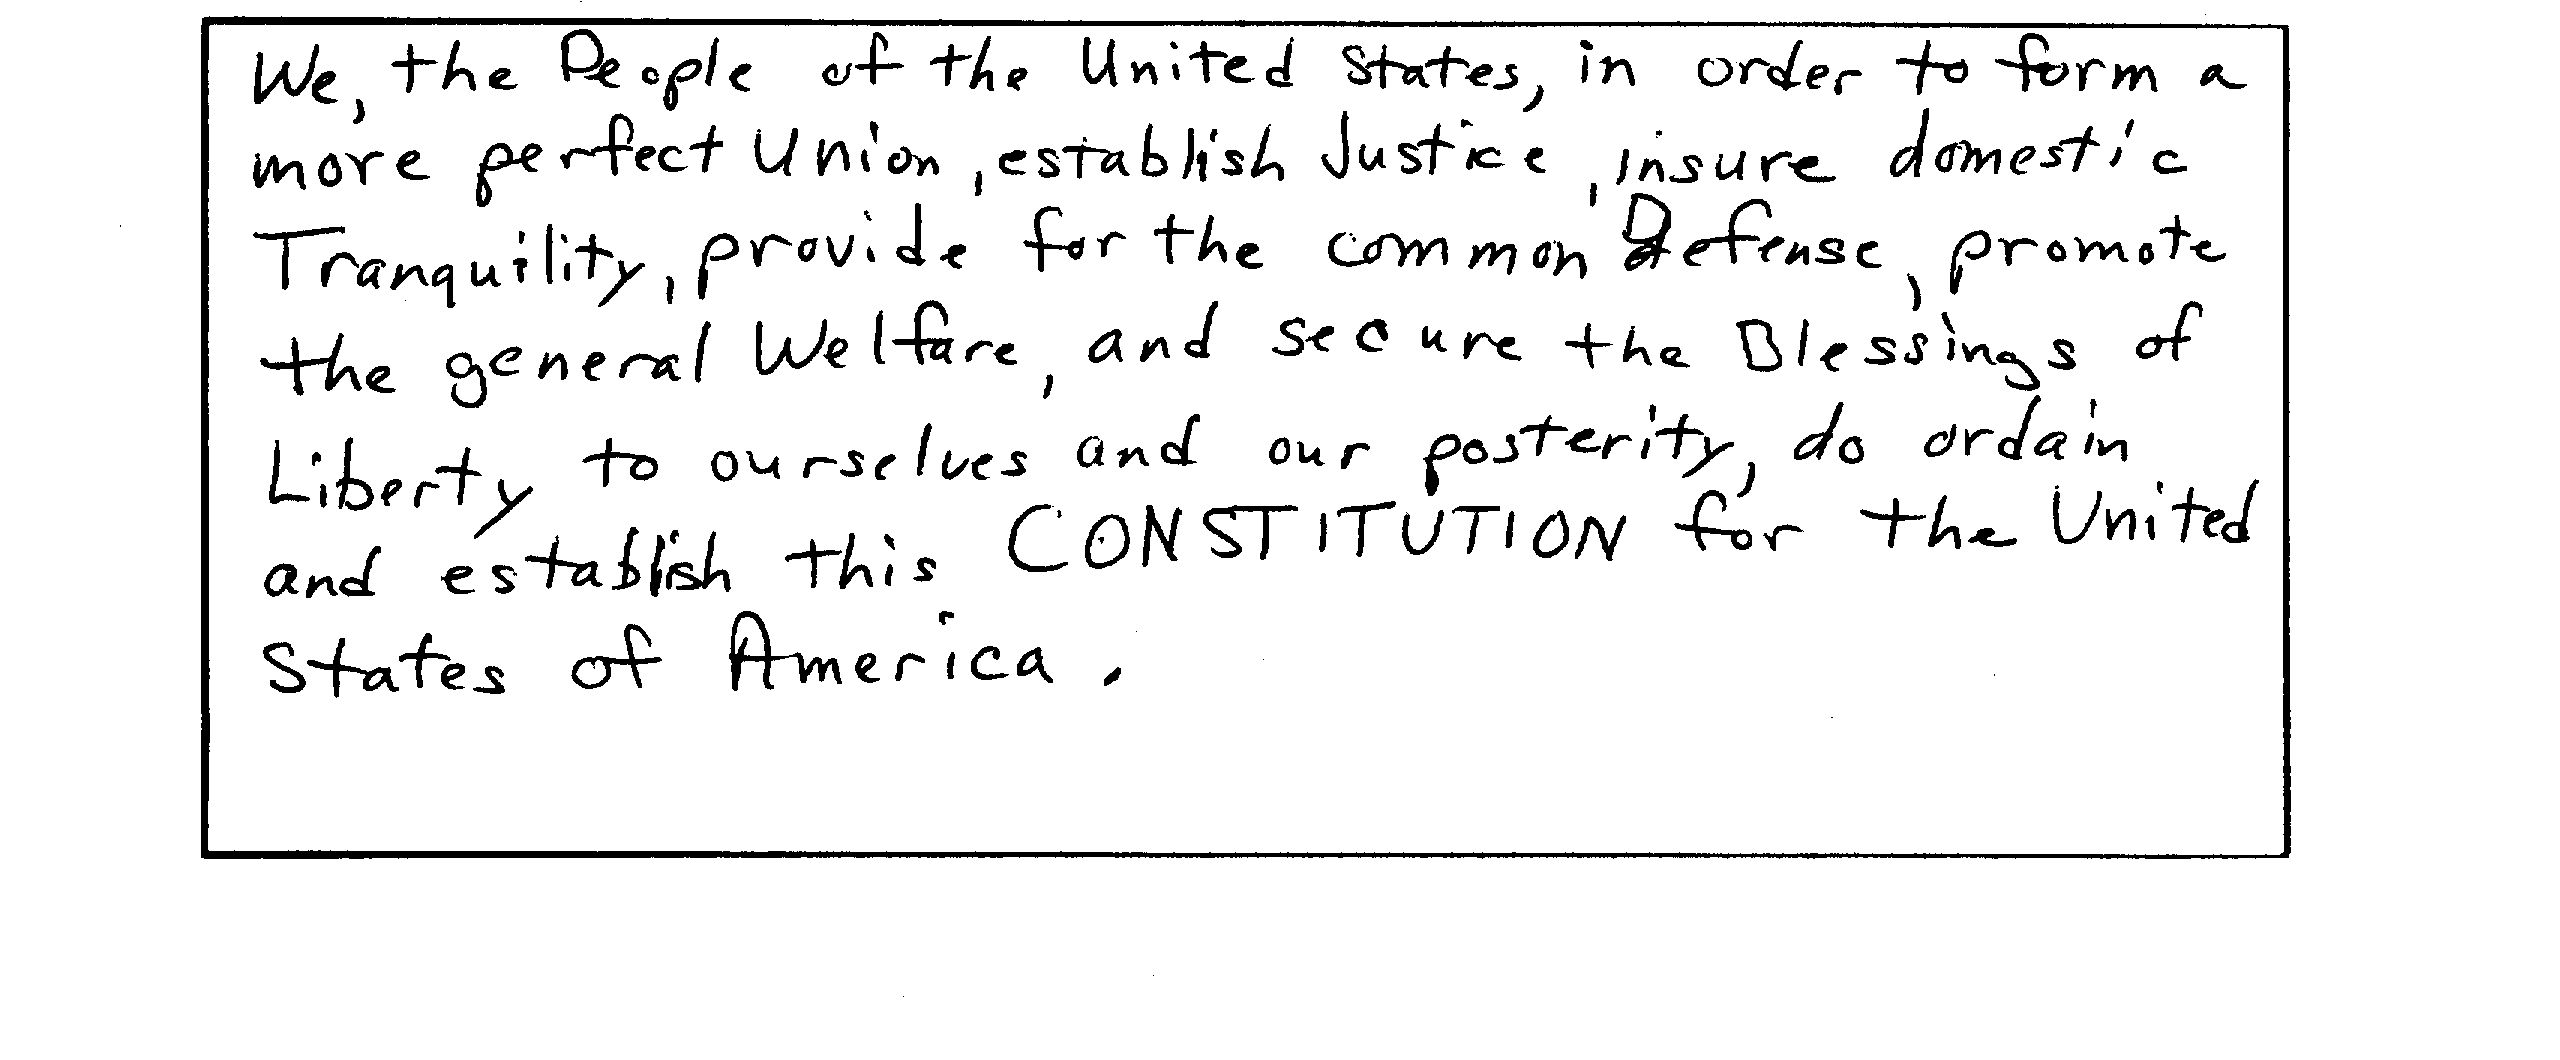 We, the People of the United States, in order to form a
more perfect Union, establish Justice, insure domestic
Tranquility, provide for the common Defense, promote
the general Welfare, and secure the Blessings of
Liberty to ourselves and our posterity, do ordain
and establish this CONSTITUTION for the United
States of America.